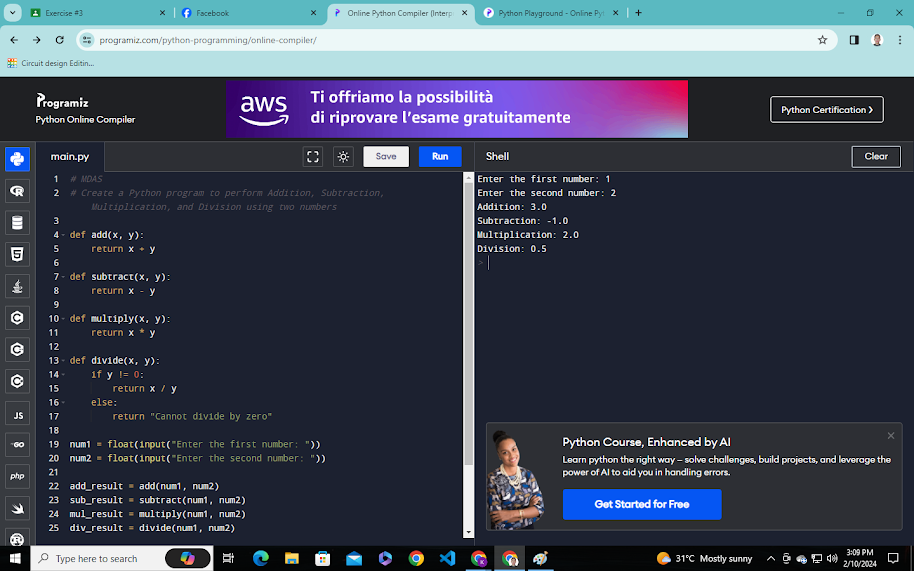 Exercise #3
Facebook
Online Python Compiler (Interp
Python Playground - Online Pyt
programiz.com/python-programming/online-compiler/
Circuit design Editin...
Programiz
Python Online Compiler
aws
Ti offriamo la possibilità
di riprovare l'esame gratuitamente
Python Certification
main.py
Save
Run
Shell
Clear
1 # MDAS
2 # Create a Python program to perform Addition, Subtraction,
Multiplication, and Division using two numbers
3
4 def add(x, y):
5 return x + y
6
7 def subtract(x, y):
8 return x - y
9
10 def multiply(x, y):
11 return x * y
12
13 def divide(x, y):
14 if y != 0:
15 return x / y
16 else:
17 return "Cannot divide by zero"
18
19 num1 = float(input("Enter the first number: "))
20 num2 = float(input("Enter the second number: "))
21
22 add_result = add(num1, num2)
23 sub_result = subtract(num1, num2)
24 mul_result = multiply(num1, num2)
25 div_result = divide(num1, num2)
Enter the first number: 1
Enter the second number: 2
Addition: 3.0
Subtraction: -1.0
Multiplication: 2.0
Division: 0.5
>
Python Course, Enhanced by AI
Learn python the right way – solve challenges, build projects, and leverage the
power of AI to aid you in handling errors.
Get Started for Free
JS
GO
php
Type here to search
31°C Mostly sunny
3:09 PM
2/10/2024